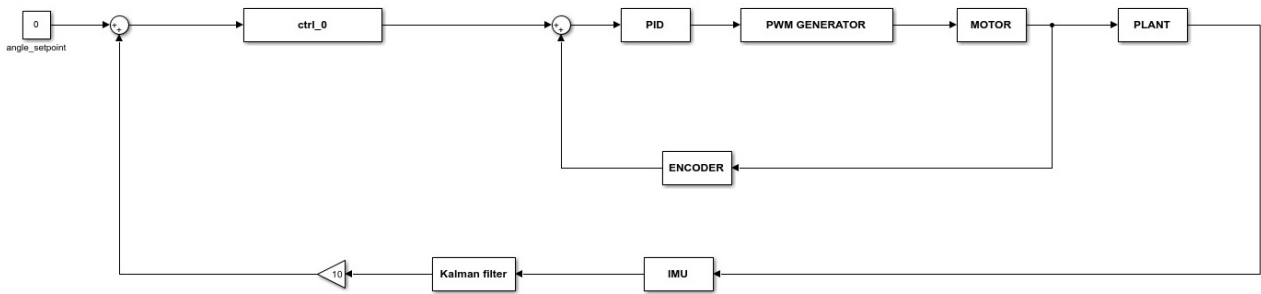 0
angle_setpoint
+
+
ctrl_0
+
+
PID
PWM GENERATOR
MOTOR
PLANT
ENCODER
10
Kalman filter
IMU